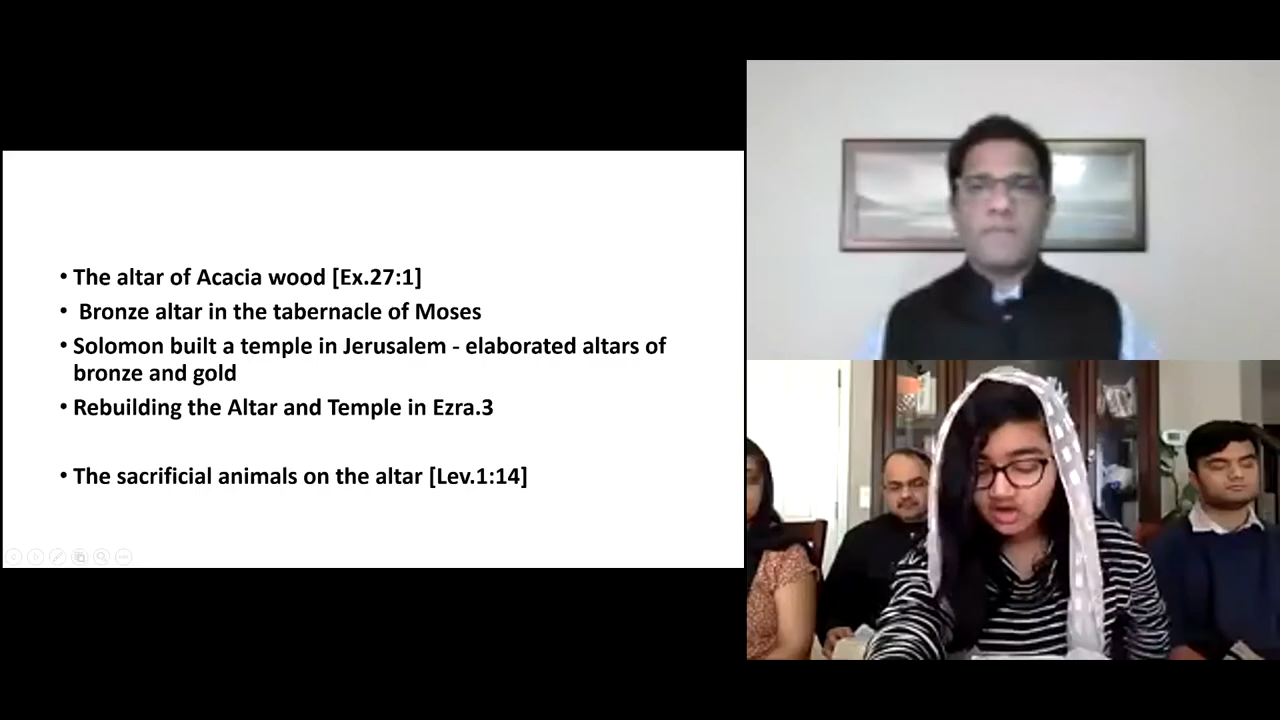 • The altar of Acacia wood [Ex.27:1]
• Bronze altar in the tabernacle of Moses
• Solomon built a temple in Jerusalem - elaborated altars of
bronze and gold
• Rebuilding the Altar and Temple in Ezra.3
• The sacrificial animals on the altar [Lev.1:14]